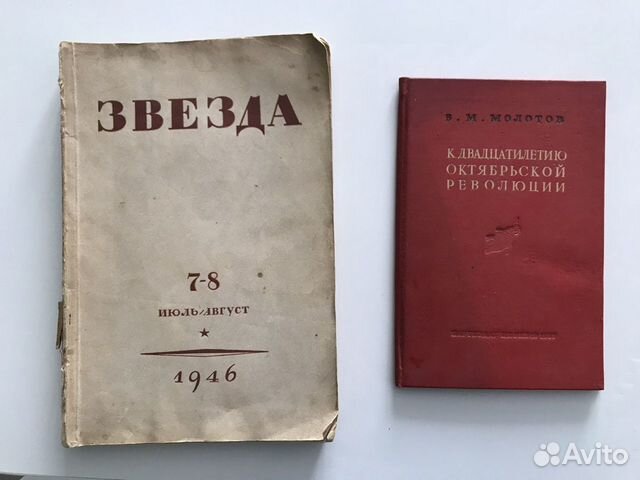 ЗВЕЗДА
7-8
ИЮЛЬ/АВГУСТ
1946
В. М. МОЛОТОВ
К ДВАДЦАТИЛЕТИЮ
ОКТЯБРЬСКОЙ
РЕВОЛЮЦИИ
Avito